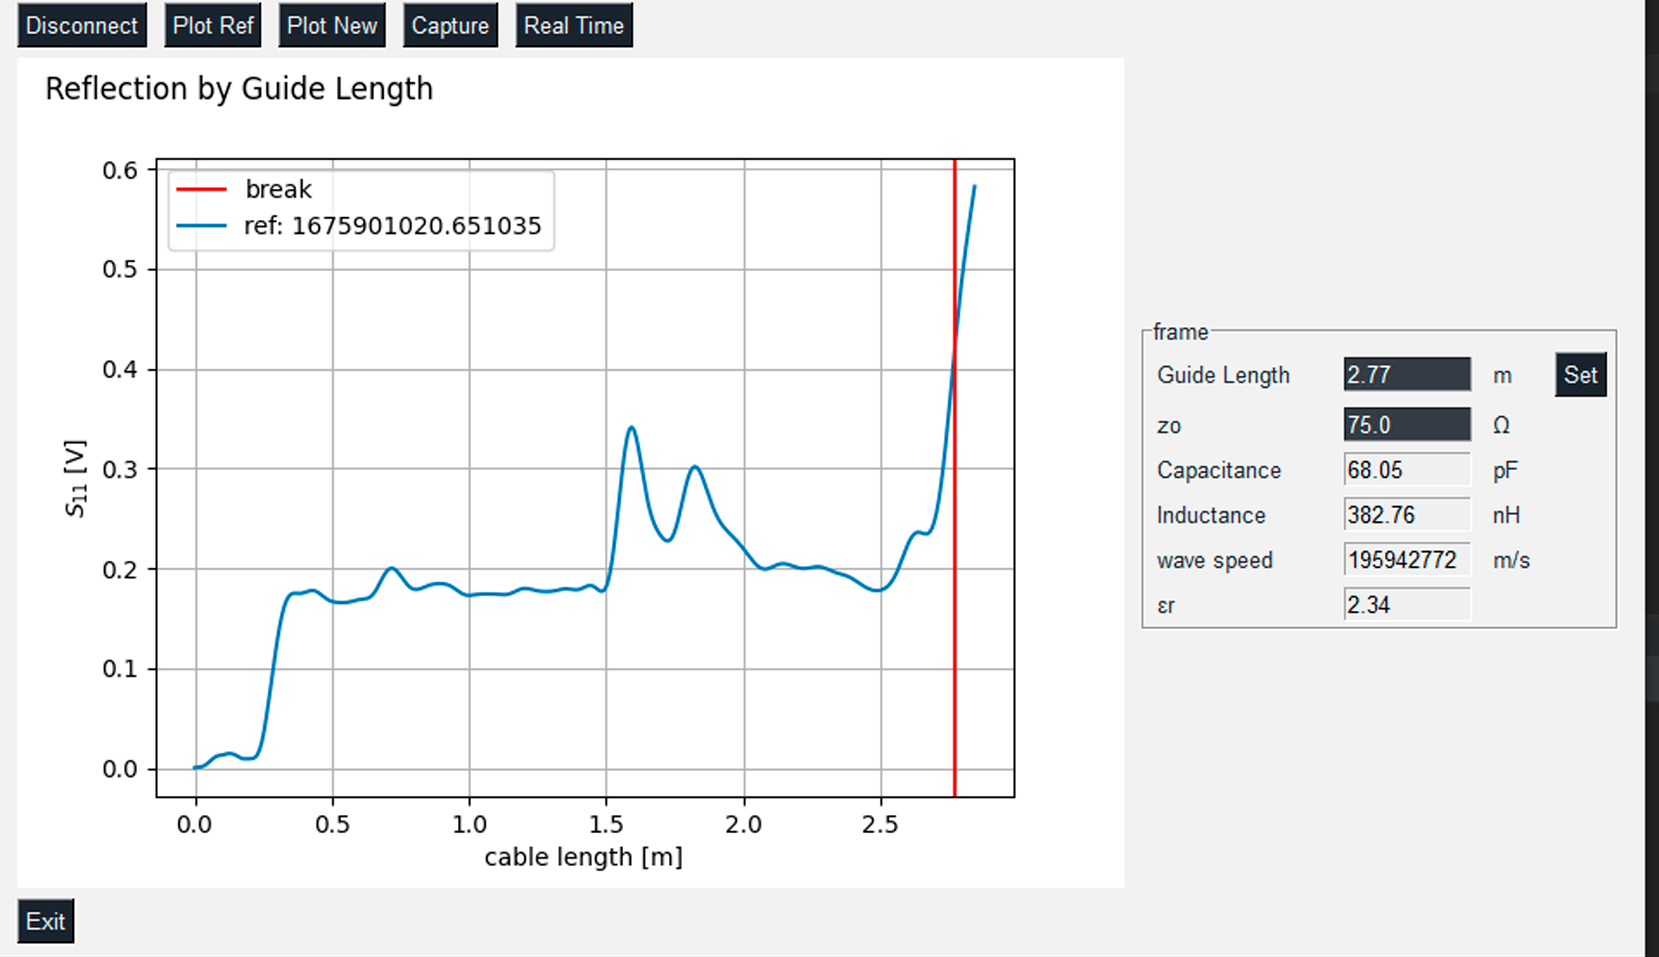 Disconnect Plot Ref Plot New Capture Real Time
Reflection by Guide Length
break
ref: 1675901020.651035
0.6
0.5
0.4
0.3
0.2
0.1
0.0
S11 [V]
0.0 0.5 1.0 1.5 2.0 2.5
cable length [m]
frame
Guide Length 2.77 m Set
zo 75.0 Ω
Capacitance 68.05 pF
Inductance 382.76 nH
wave speed 195942772 m/s
εr 2.34
Exit